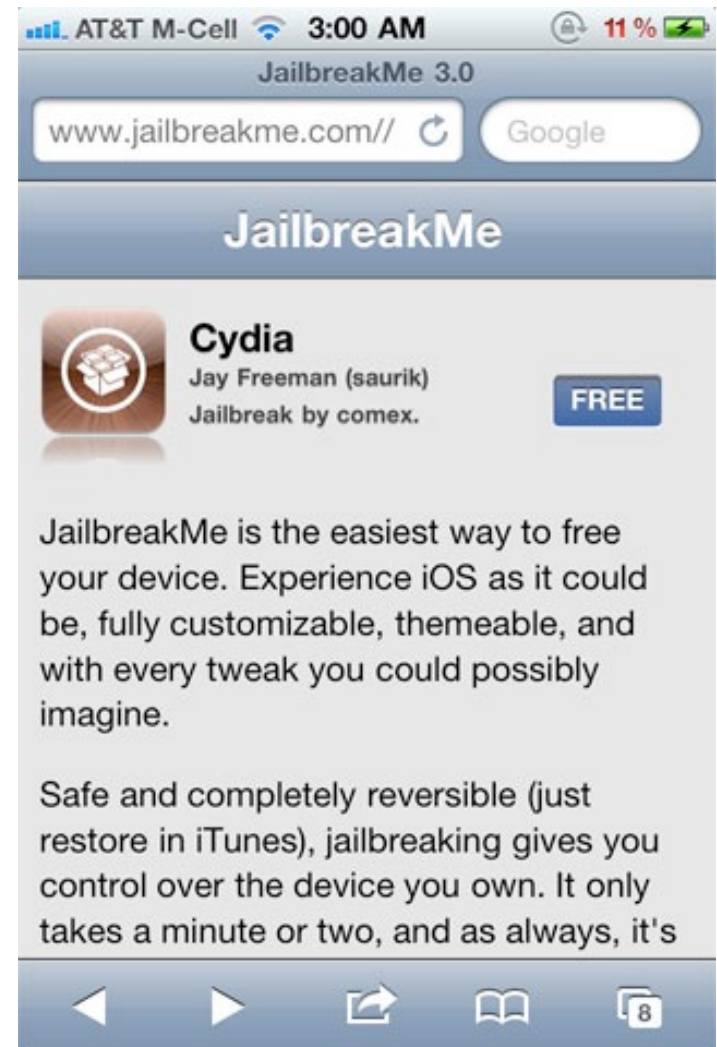 AT&T M-Cell 3:00 AM 11 %
JailbreakMe 3.0
www.jailbreakme.com// Google
JailbreakMe
Cydia
Jay Freeman (saurik)
Jailbreak by comex.
FREE
JailbreakMe is the easiest way to free
your device. Experience iOS as it could
be, fully customizable, themeable, and
with every tweak you could possibly
imagine.
Safe and completely reversible (just
restore in iTunes), jailbreaking gives you
control over the device you own. It only
takes a minute or two, and as always, it's
8